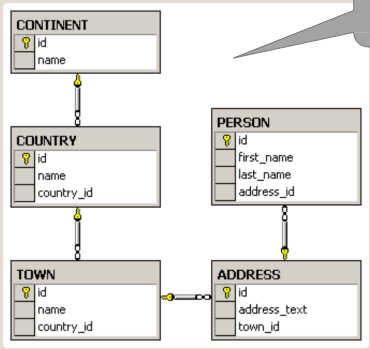 CONTINENT
id
name
COUNTRY
id
name
country_id
PERSON
id
first_name
last_name
address_id
TOWN
id
name
country_id
ADDRESS
id
address_text
town_id